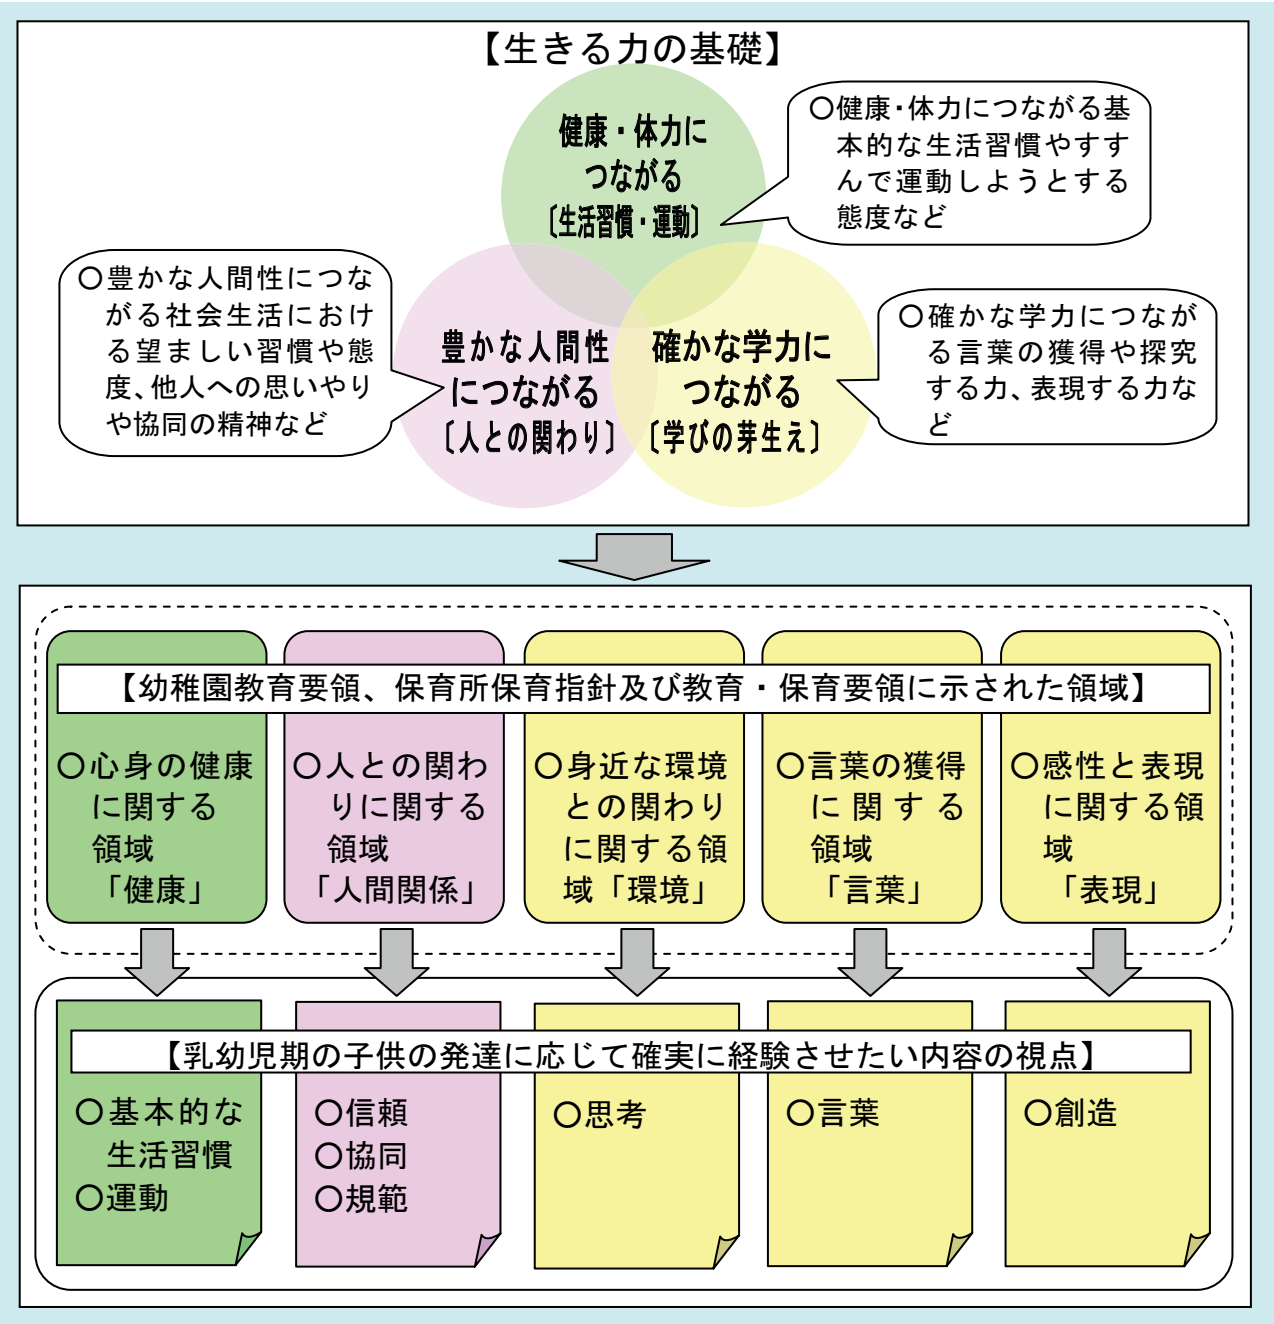 【生きる力の基礎】
健康・体力に
つながる
〔生活習慣・運動〕
○健康・体力につながる基
本的な生活習慣やすす
んで運動しようとする
態度など
○豊かな人間性につな
がる社会生活におけ
る望ましい習慣や態
度、他人への思いやり
や協同の精神など
豊かな人間性
につながる
〔人との関わり〕
確かな学力に
つながる
〔学びの芽生え〕
○確かな学力につなが
る言葉の獲得や探究
する力、表現する力な
ど
【幼稚園教育要領、保育所保育指針及び教育・保育要領に示された領域】
○心身の健康
に関する
領域
「健康」
○人との関わ
りに関する
領域
「人間関係」
○身近な環境
との関わり
に関する領
域「環境」
○言葉の獲得
に関する
領域
「言葉」
○感性と表現
に関する領
域
「表現」
【乳幼児期の子供の発達に応じて確実に経験させたい内容の視点】
○基本的な
生活習慣
○運動
○信頼
○協同
○規範
○思考
○言葉
○創造